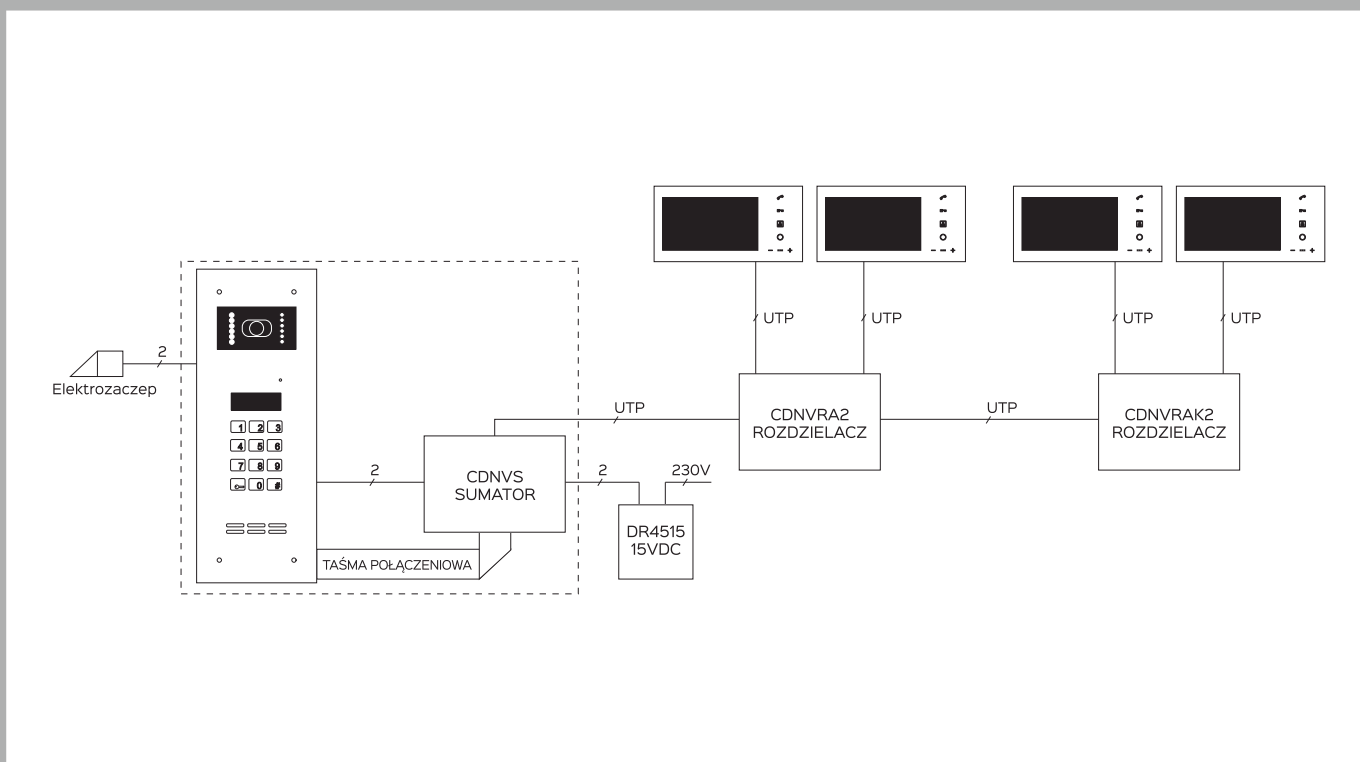 UTP
UTP
UTP
UTP
2
Elektrozaczep
1 2 3
4 5 6
7 8 9
0 #
2
CDNVS
SUMATOR
TAŚMA POŁĄCZENIOWA
UTP
2
230V
DR4515
15VDC
CDNVRA2
ROZDZIELACZ
UTP
CDNVRAK2
ROZDZIELACZ